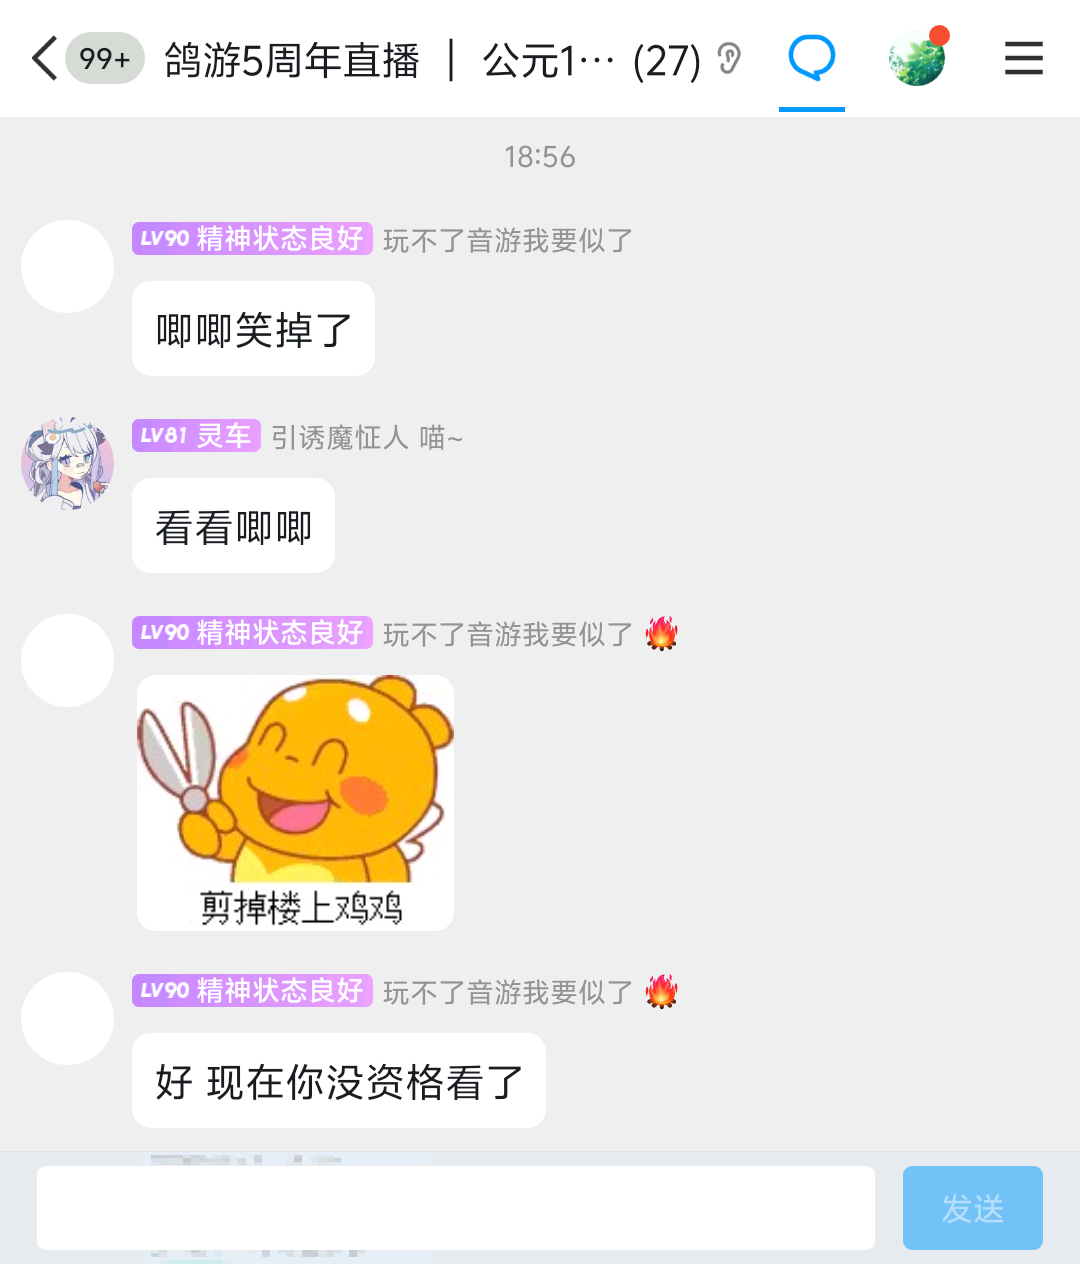 99+ 鸽游5周年直播 | 公元1… (27)
18:56
LV90 精神状态良好 玩不了音游我要似了
唧唧笑掉了
LV81 灵车 引诱魔怔人 喵~
看看唧唧
LV90 精神状态良好 玩不了音游我要似了
剪掉楼上鸡鸡
LV90 精神状态良好 玩不了音游我要似了
好 现在你没资格看了
发送